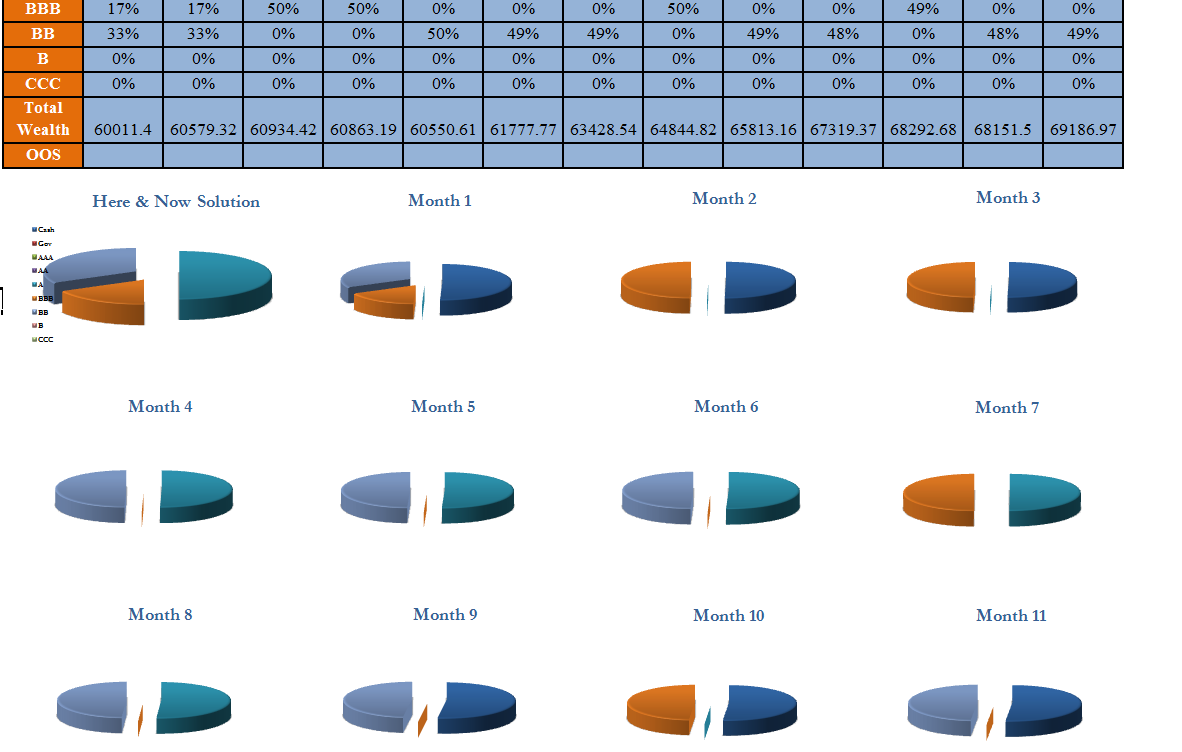 BBB 17% 17% 50% 50% 0% 0% 0% 50% 0% 0% 49% 0% 0%
BB 33% 33% 0% 0% 50% 49% 49% 0% 49% 48% 0% 48% 49%
B 0% 0% 0% 0% 0% 0% 0% 0% 0% 0% 0% 0% 0%
CCC 0% 0% 0% 0% 0% 0% 0% 0% 0% 0% 0% 0% 0%
Total
Wealth 60011.4 60579.32 60934.42 60863.19 60550.61 61777.77 63428.54 64844.82 65813.16 67319.37 68292.68 68151.5 69186.97
OOS
Here & Now Solution Month 1 Month 2 Month 3
Cash
Gov
AAA
AA
A
BBB
BB
B
CCC
Month 4 Month 5 Month 6 Month 7
Month 8 Month 9 Month 10 Month 11